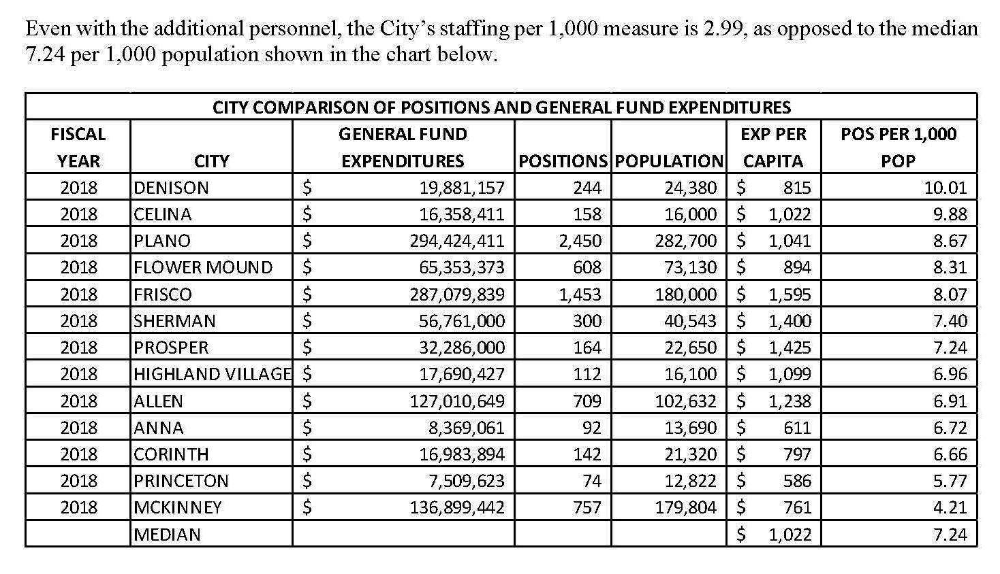 Even with the additional personnel, the City’s staffing per 1,000 measure is 2.99, as opposed to the median
7.24 per 1,000 population shown in the chart below.
CITY COMPARISON OF POSITIONS AND GENERAL FUND EXPENDITURES
FISCAL GENERAL FUND EXP PER POS PER 1,000
YEAR CITY EXPENDITURES POSITIONS POPULATION CAPITA POP
2018 DENISON $ 19,881,157 244 24,380 $ 815 10.01
2018 CELINA $ 16,358,411 158 16,000 $ 1,022 9.88
2018 PLANO $ 294,424,411 2,450 282,700 $ 1,041 8.67
2018 FLOWER MOUND $ 65,353,373 608 73,130 $ 894 8.31
2018 FRISCO $ 287,079,839 1,453 180,000 $ 1,595 8.07
2018 SHERMAN $ 56,761,000 300 40,543 $ 1,400 7.40
2018 PROSPER $ 32,286,000 164 22,650 $ 1,425 7.24
2018 HIGHLAND VILLAGE $ 17,690,427 112 16,100 $ 1,099 6.96
2018 ALLEN $ 127,010,649 709 102,632 $ 1,238 6.91
2018 ANNA $ 8,369,061 92 13,690 $ 611 6.72
2018 CORINTH $ 16,983,894 142 21,320 $ 797 6.66
2018 PRINCETON $ 7,509,623 74 12,822 $ 586 5.77
2018 MCKINNEY $ 136,899,442 757 179,804 $ 761 4.21
MEDIAN $ 1,022 7.24